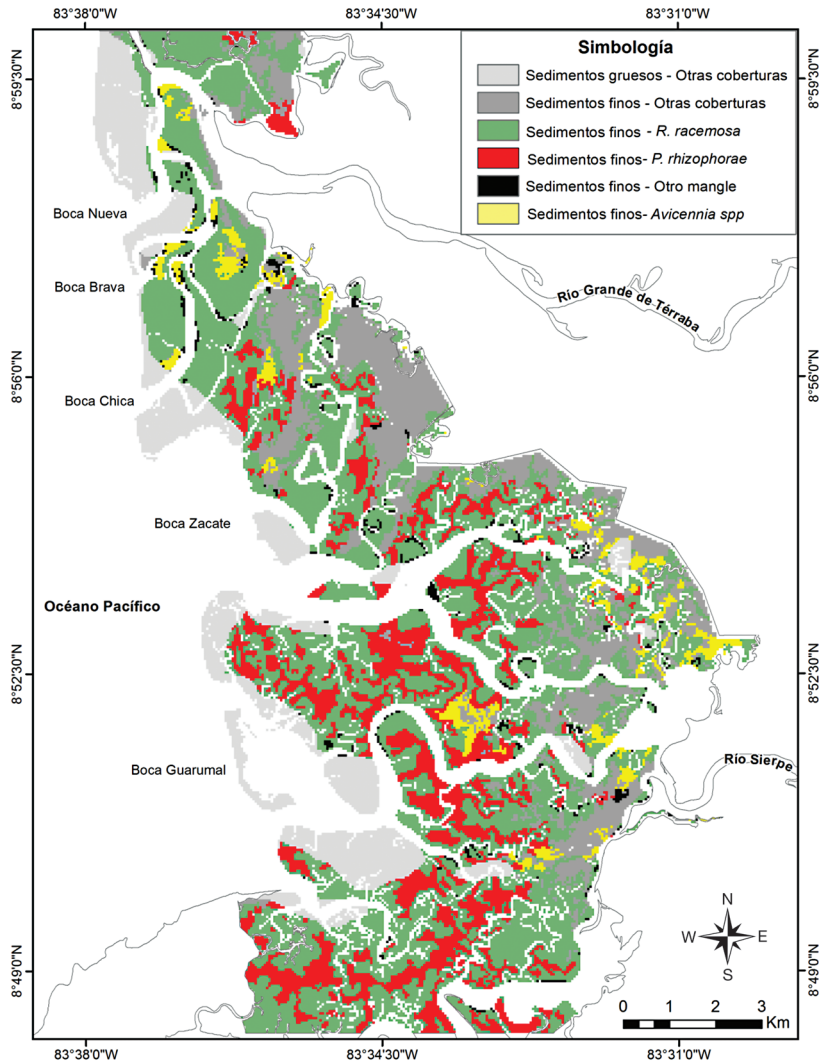 83°38'0"W 83°34'30"W 83°31'0"W
8°59'30"N
8°59'30"N
Simbología
Sedimentos gruesos - Otras coberturas
Sedimentos finos - Otras coberturas
Sedimentos finos - R. racemosa
Sedimentos finos- P. rhizophorae
Sedimentos finos - Otro mangle
Sedimentos finos- Avicennia spp
Boca Nueva
Boca Brava
Río Grande de Térraba
8°56'0"N
8°56'0"N
Boca Chica
Boca Zacate
Océano Pacífico
8°52'30"N
8°52'30"N
Boca Guarumal
Río Sierpe
N
W E
S
8°49'0"N
8°49'0"N
0 1 2 3
Km
83°38'0"W 83°34'30"W 83°31'0"W